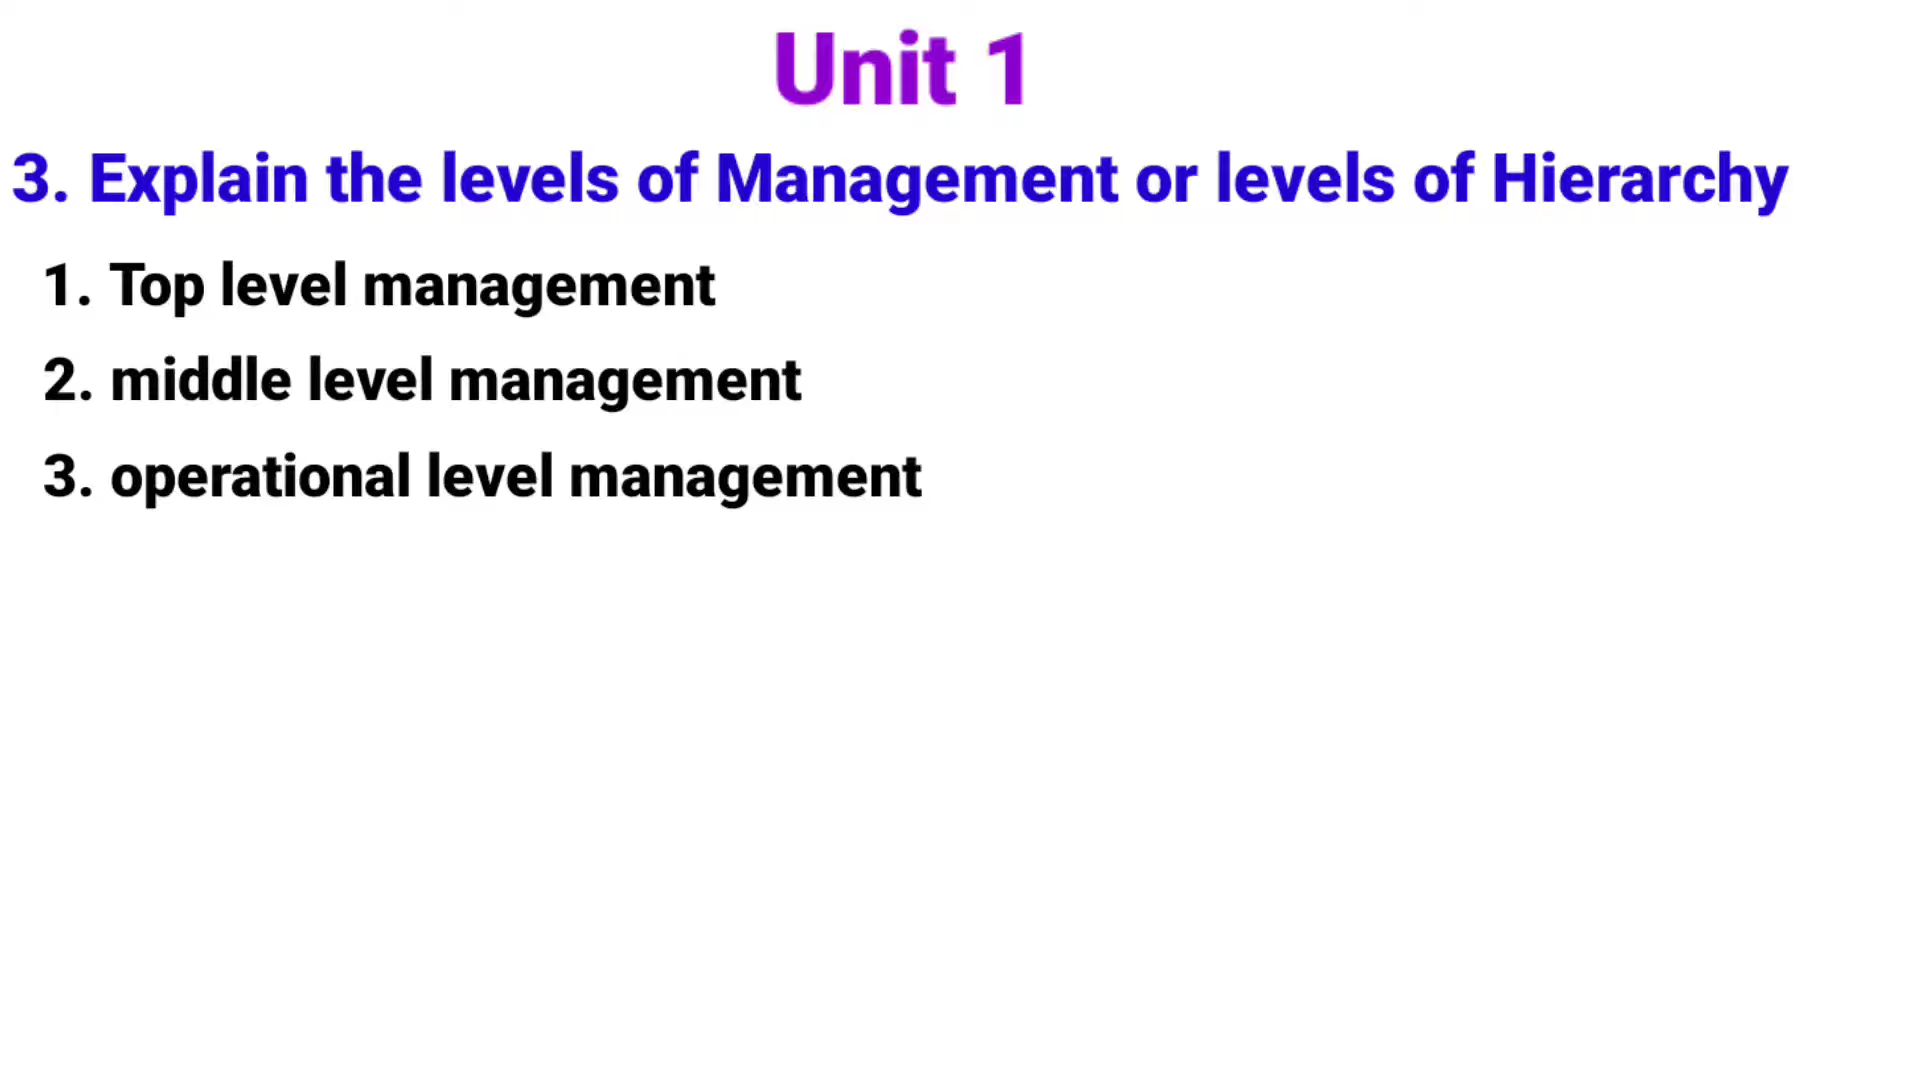 Unit 1
3. Explain the levels of Management or levels of Hierarchy
1. Top level management
2. middle level management
3. operational level management